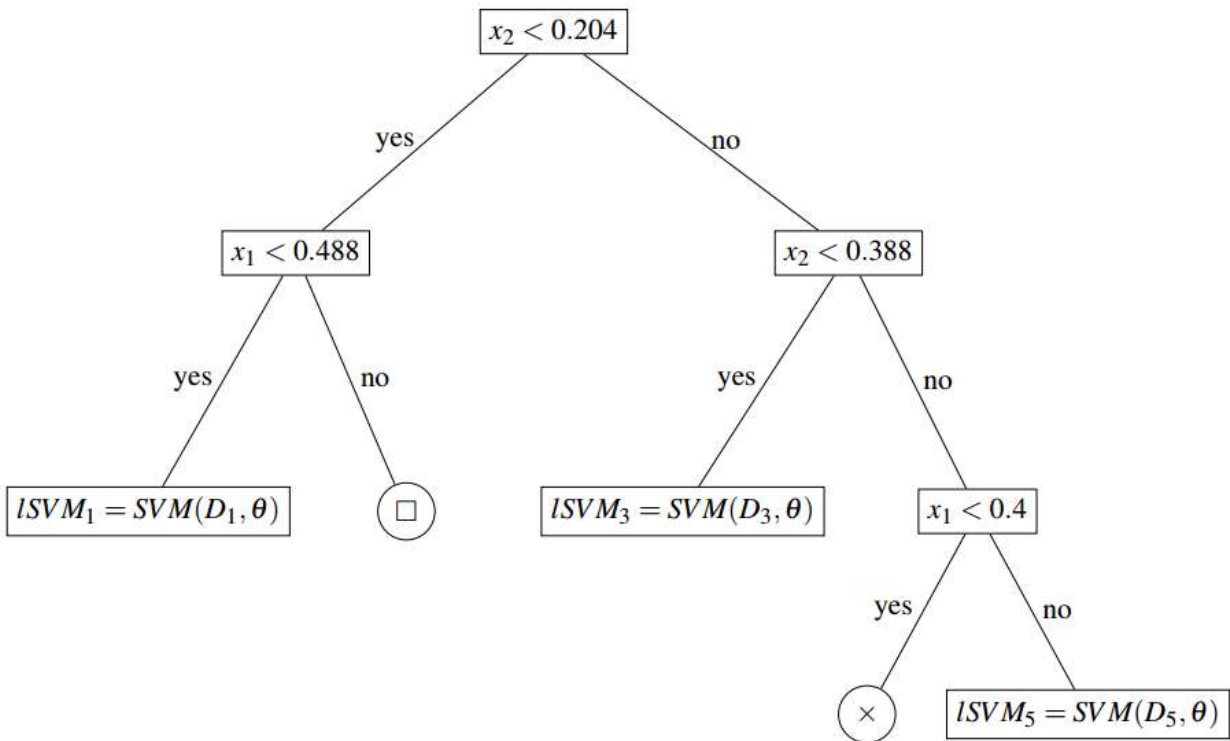 x₂ < 0.204
yes
no
x₁ < 0.488
x₂ < 0.388
yes
no
yes
no
lSVM₁ = SVM(D₁, θ)
□
lSVM₃ = SVM(D₃, θ)
x₁ < 0.4
yes
no
×
lSVM₅ = SVM(D₅, θ)